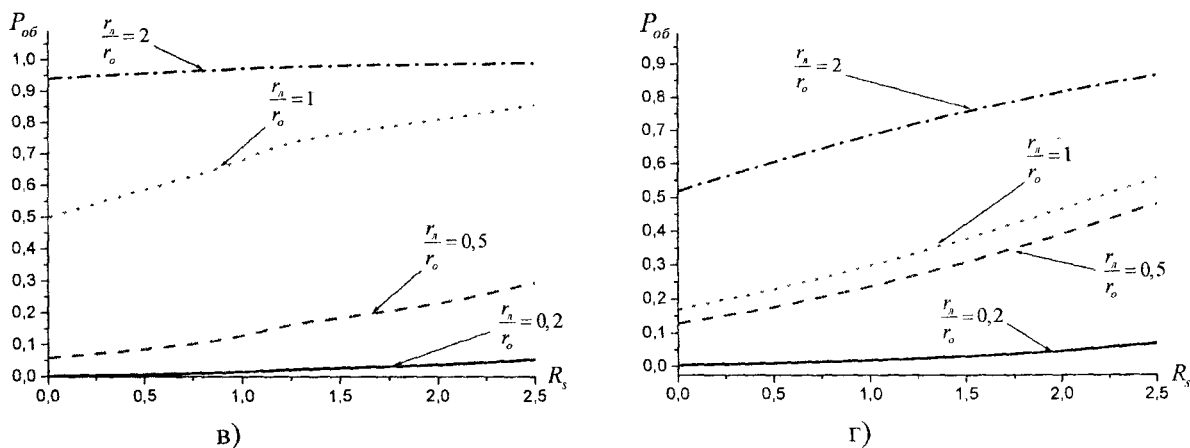 P_об
1,0
0,9
0,8
0,7
0,6
0,5
0,4
0,3
0,2
0,1
0,0
r_л/r_о = 2
r_л/r_о = 1
r_л/r_о = 0,5
r_л/r_о = 0,2
0,0 0,5 1,0 1,5 2,0 2,5
R_s
в)
P_об
1,0
0,9
0,8
0,7
0,6
0,5
0,4
0,3
0,2
0,1
0,0
r_л/r_о = 2
r_л/r_о = 1
r_л/r_о = 0,5
r_л/r_о = 0,2
0,0 0,5 1,0 1,5 2,0 2,5
R_s
г)